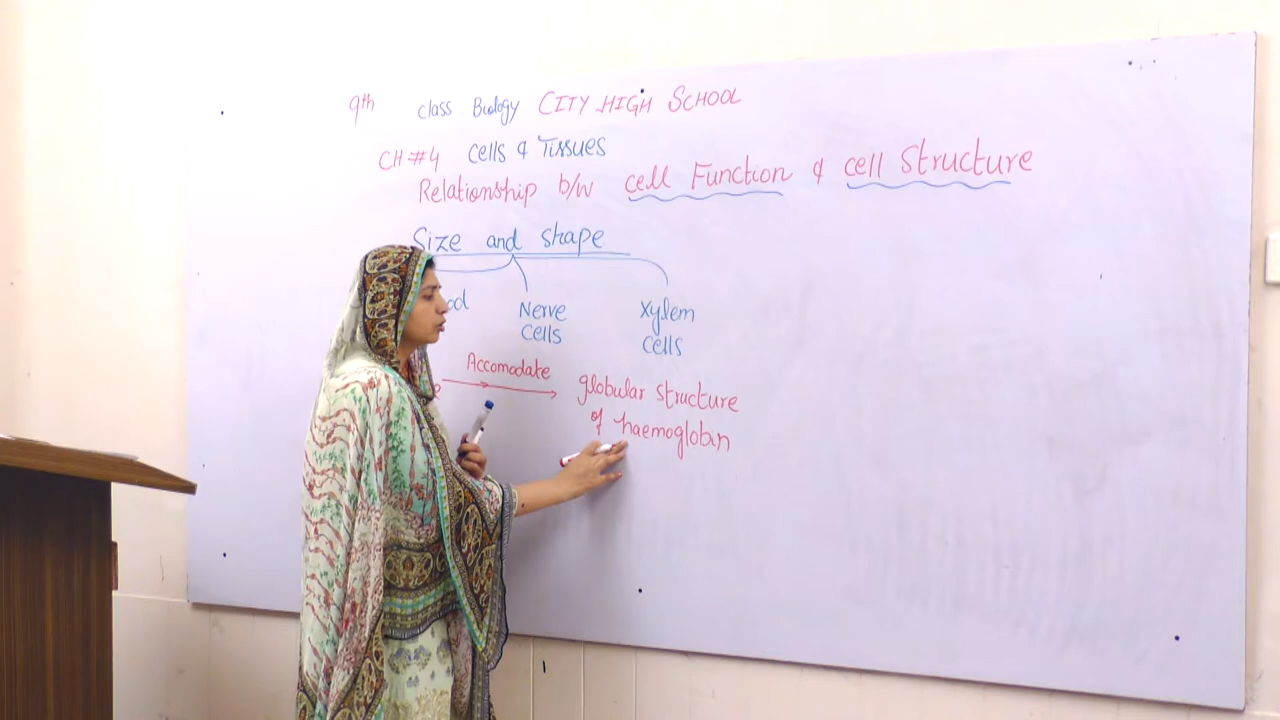 9th class Biology CITY HIGH SCHOOL
CH#4 Cells & Tissues
Relationship b/w cell Function & cell Structure
Size and shape
Nerve Cells
Xylem Cells
Accomodate
globular structure
of haemoglobin